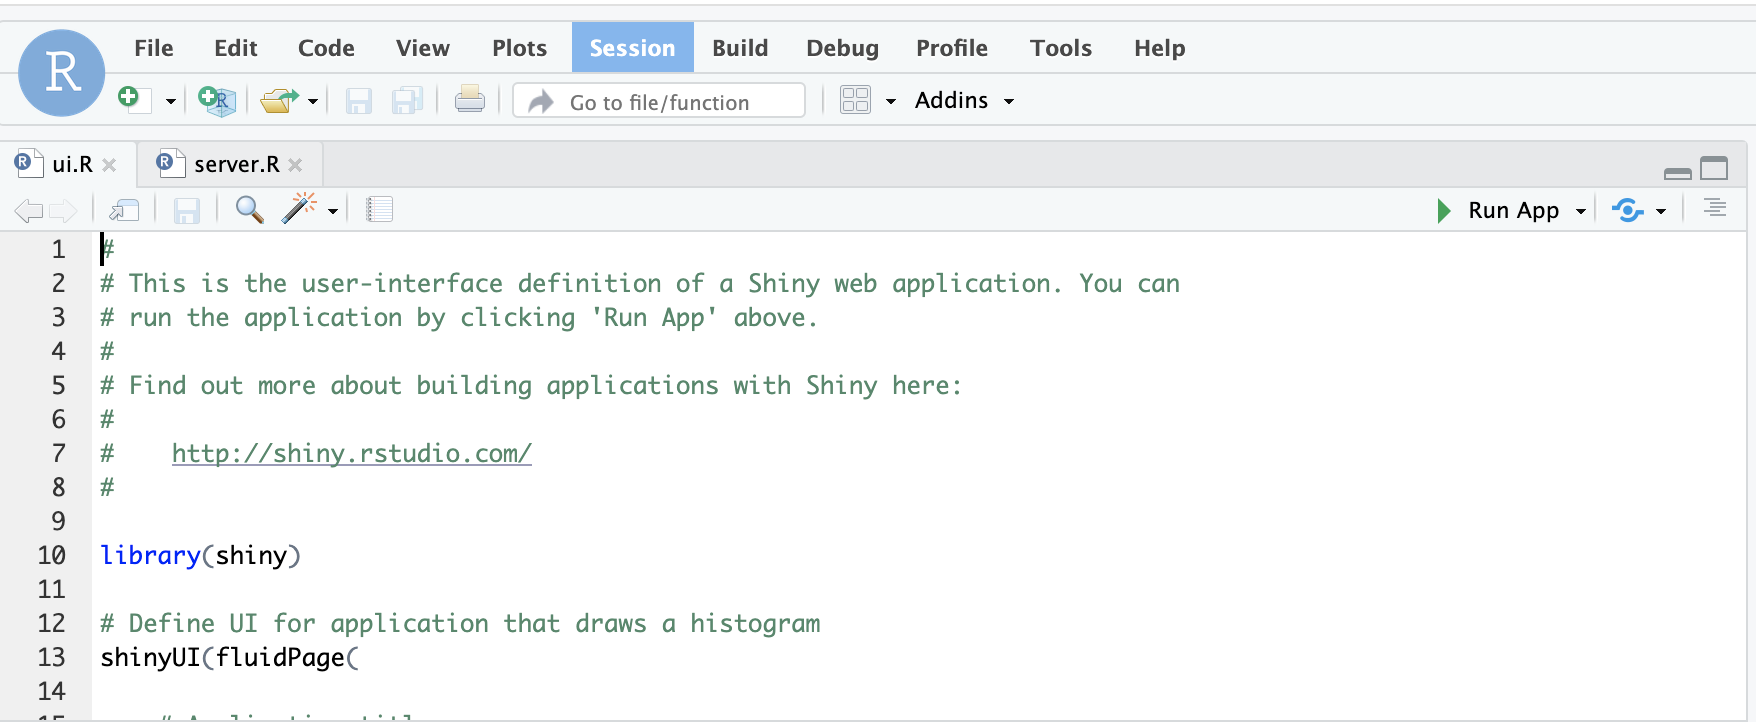 R File Edit Code View Plots Session Build Debug Profile Tools Help
Go to file/function Addins
ui.R server.R
Run App
1 #
2 # This is the user-interface definition of a Shiny web application. You can
3 # run the application by clicking 'Run App' above.
4 #
5 # Find out more about building applications with Shiny here:
6 #
7 #    http://shiny.rstudio.com/
8 #
9
10 library(shiny)
11
12 # Define UI for application that draws a histogram
13 shinyUI(fluidPage(
14